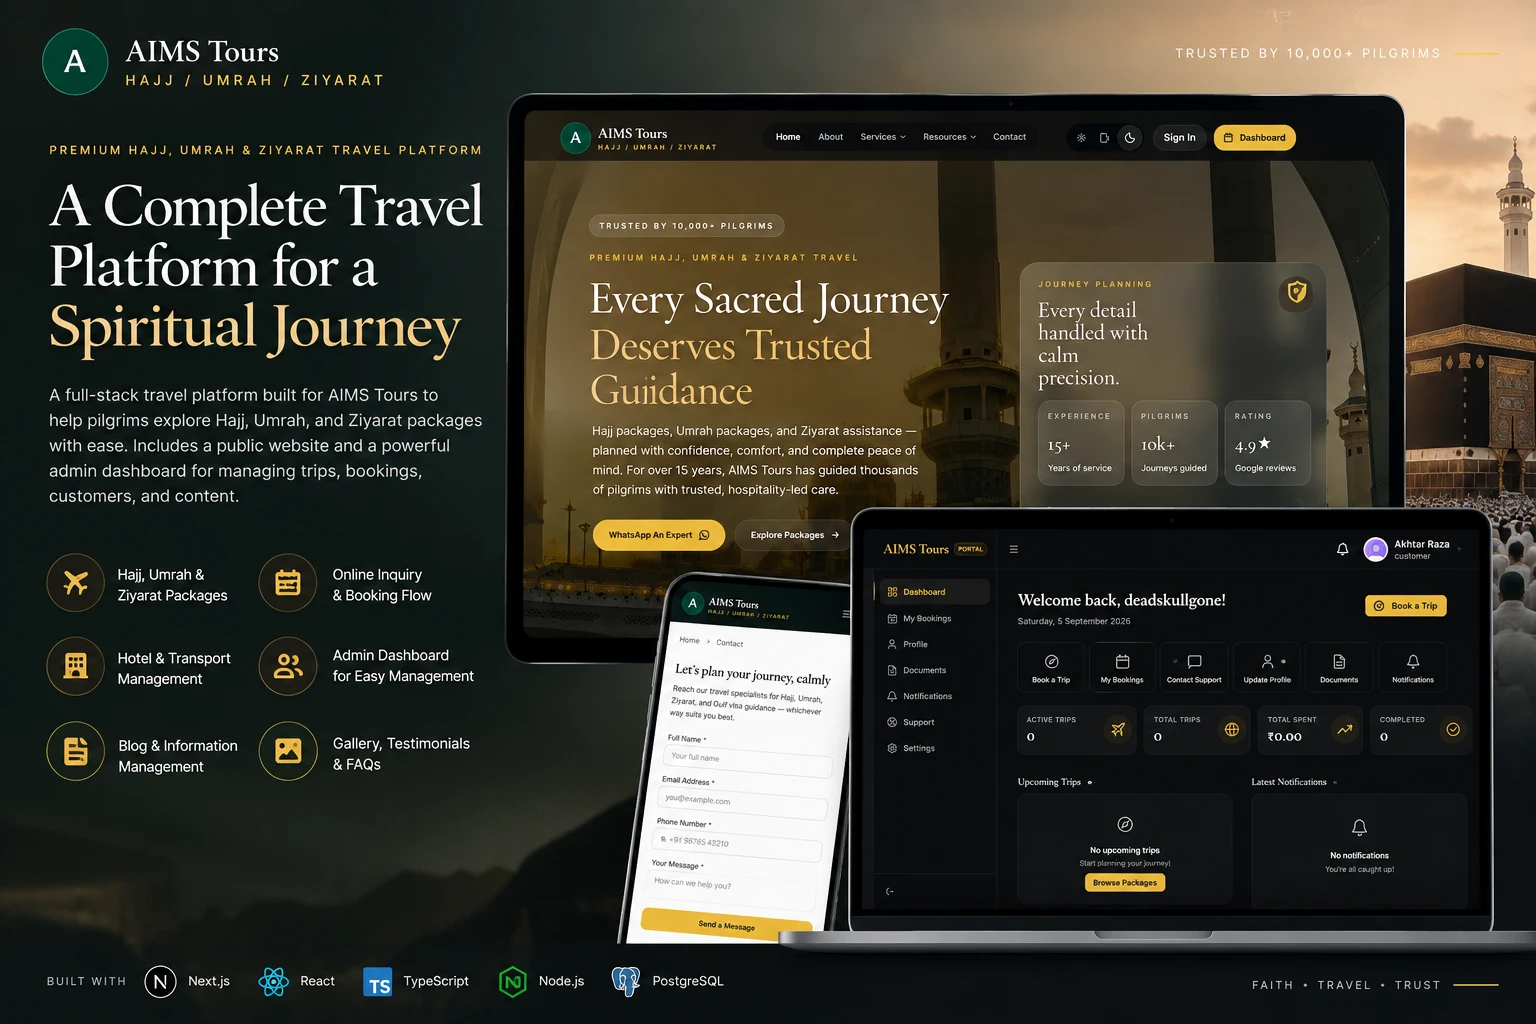 A
AIMS Tours
HAJJ / UMRAH / ZIYARAT
TRUSTED BY 10,000+ PILGRIMS
PREMIUM HAJJ, UMRAH & ZIYARAT TRAVEL PLATFORM
A Complete Travel
Platform for a
Spiritual Journey
A full-stack travel platform built for AIMS Tours to
help pilgrims explore Hajj, Umrah, and Ziyarat packages
with ease. Includes a public website and a powerful
admin dashboard for managing trips, bookings,
customers, and content.
Hajj, Umrah &
Ziyarat Packages
Online Inquiry
& Booking Flow
Hotel & Transport
Management
Admin Dashboard
for Easy Management
Blog & Information
Management
Gallery, Testimonials
& FAQs
A
AIMS Tours
HAJJ / UMRAH / ZIYARAT
Home About Services Resources Contact
Sign In
Dashboard
TRUSTED BY 10,000+ PILGRIMS
PREMIUM HAJJ, UMRAH & ZIYARAT TRAVEL
Every Sacred Journey
Deserves Trusted
Guiidance
Hajj packages, Umrah packages, and Ziyarat assistance —
planned with confidence, comfort, and complete peace of
mind. For over 15 years, AIMS Tours has guided thousands
of pilgrims with trusted, hospitality-led care.
WhatsApp An Expert
Explore Packages →
JOURNEY PLANNING
Every detail
handled with
calm
precision.
EXPERIENCE
15+
Years of service
PILGRIMS
10k+
Journeys guided
RATING
4.9★
Google reviews
A
AIMS Tours
HAJJ / UMRAH / ZIYARAT
Home > Contact
Let's plan your journey, calmly
Reach our travel specialists for Hajj, Umrah,
Ziyarat, and Gulf visa guidance — whichever
way suits you best.
Full Name *
Your full name
Email Address *
you@example.com
Phone Number *
+91 98765 43210
Your Message *
How can we help you?
Send a Message
AIMS Tours PORTAL
Akhtar Raza
customer
Dashboard
My Bookings
Profile
Documents
Notifications
Support
Settings
Welcome back, deadskullgone!
Saturday, 5 September 2026
Book a Trip
Book a Trip
My Bookings
Contact Support
Update Profile
Documents
Notifications
ACTIVE TRIPS
0
TOTAL TRIPS
0
TOTAL SPENT
₹0.00
COMPLETED
0
Upcoming Trips
No upcoming trips
Start planning your journey!
Browse Packages
Latest Notifications
No notifications
You're all caught up!
BUILT WITH
N Next.js
React
TS TypeScript
Node.js
PostgreSQL
FAITH • TRAVEL • TRUST